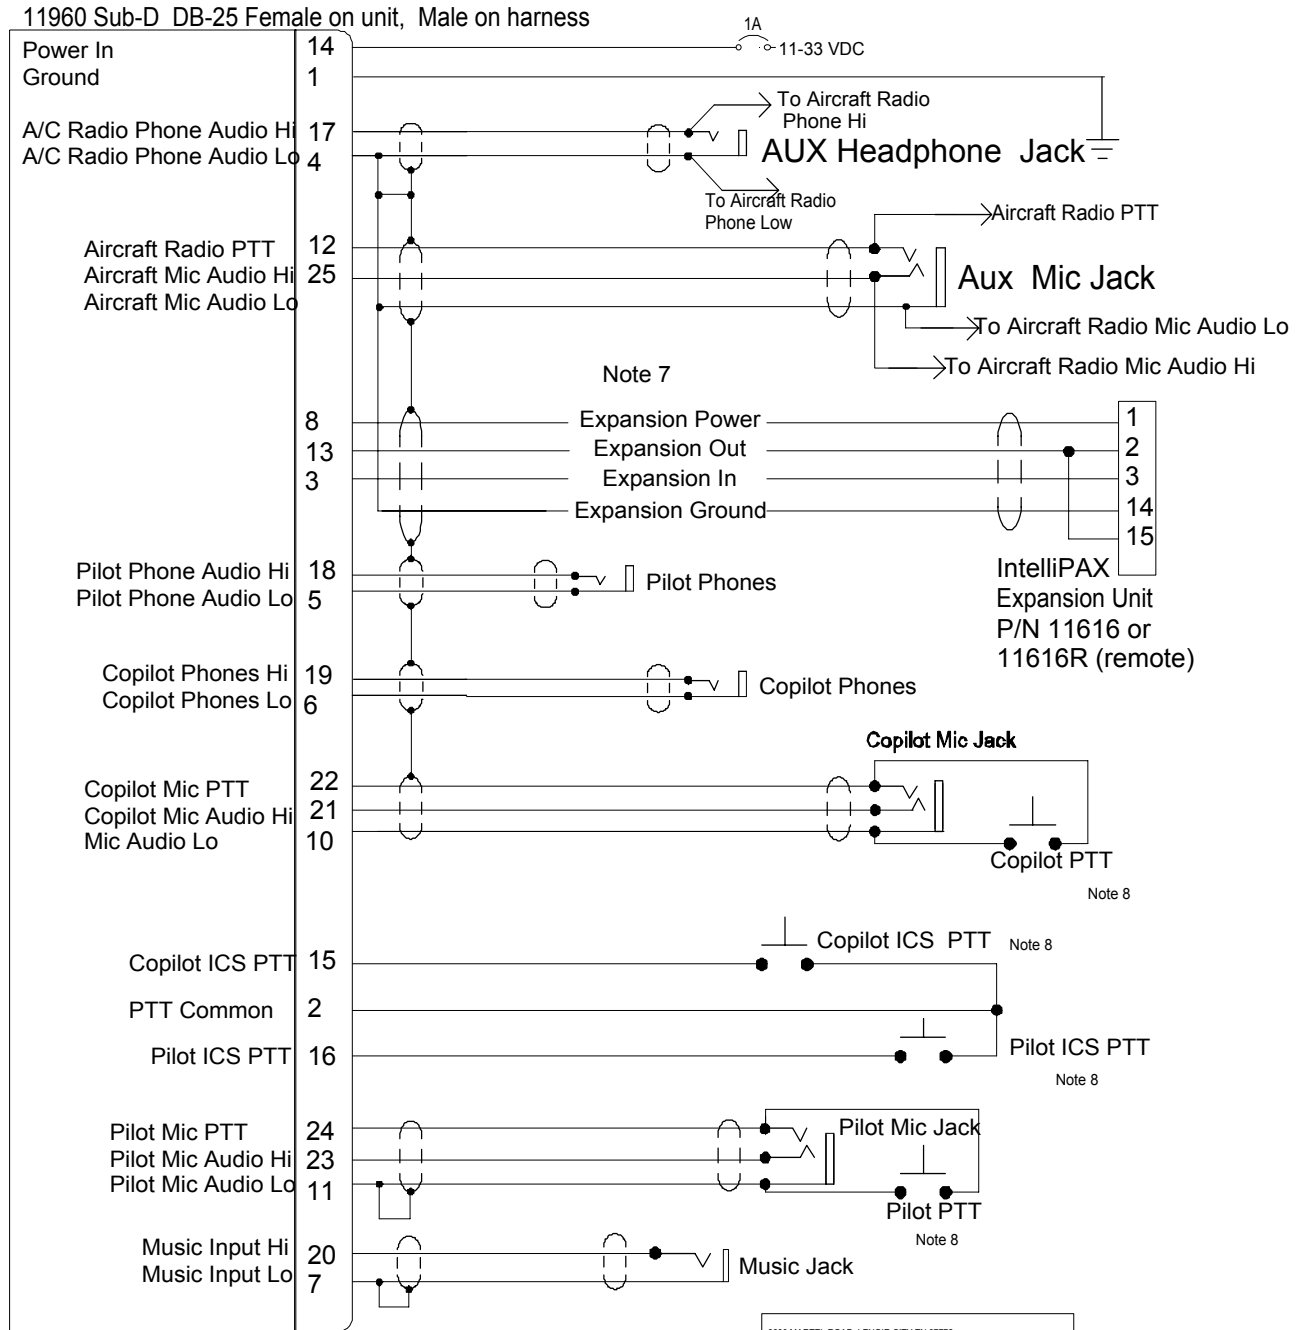 11960 Sub-D DB-25 Female on unit, Male on harness
Power In 14
1A
11-33 VDC
Ground 1
To Aircraft Radio
Phone Hi
A/C Radio Phone Audio Hi 17
A/C Radio Phone Audio Lo 4
AUX Headphone Jack
To Aircraft Radio
Phone Low
Aircraft Radio PTT
Aircraft Radio PTT 12
Aircraft Mic Audio Hi 25
Aux Mic Jack
Aircraft Mic Audio Lo
To Aircraft Radio Mic Audio Lo
To Aircraft Radio Mic Audio Hi
Note 7
8 Expansion Power 1
13 Expansion Out 2
3 Expansion In 3
Expansion Ground 14
15
IntelliPAX
Expansion Unit
P/N 11616 or
11616R (remote)
Pilot Phone Audio Hi 18
Pilot Phone Audio Lo 5
Pilot Phones
Copilot Phones Hi 19
Copilot Phones Lo 6
Copilot Phones
Copilot Mic Jack
Copilot Mic PTT 22
Copilot Mic Audio Hi 21
Mic Audio Lo 10
Copilot PTT
Note 8
Copilot ICS PTT Note 8
Copilot ICS PTT 15
PTT Common 2
Pilot ICS PTT 16
Pilot ICS PTT
Note 8
Pilot Mic PTT 24
Pilot Mic Jack
Pilot Mic Audio Hi 23
Pilot Mic Audio Lo 11
Pilot PTT
Note 8
Music Input Hi 20
Music Input Lo 7
Music Jack